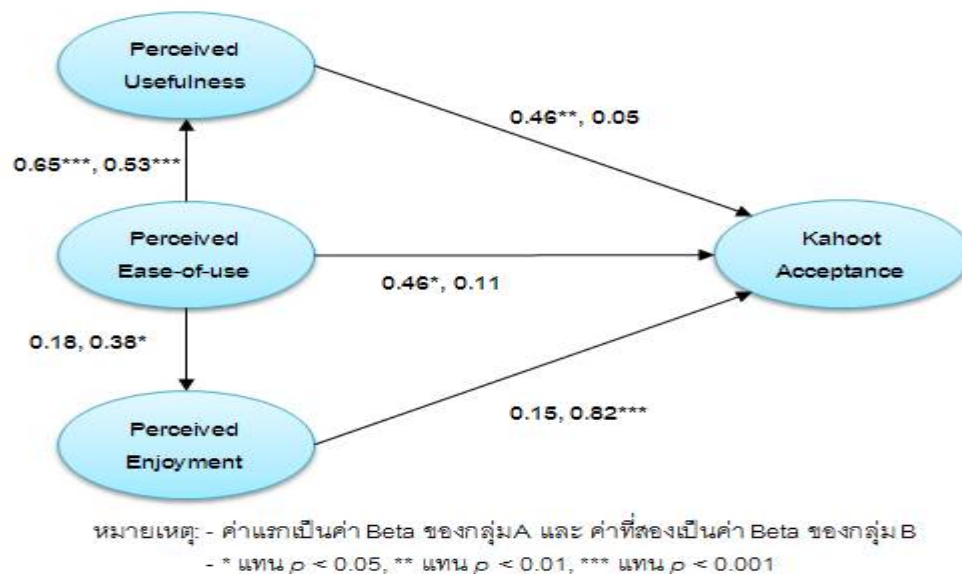 Perceived
Usefulness
0.46**, 0.05
0.65***, 0.53***
Perceived
Ease-of-use
Kahoot
Acceptance
0.46*, 0.11
0.18, 0.38*
0.15, 0.82***
Perceived
Enjoyment
หมายเหตุ: - ค่าแรกเป็นค่า Beta ของกลุ่ม A และ ค่าที่สองเป็นค่า Beta ของกลุ่ม B
- * แทน p < 0.05, ** แทน p < 0.01, *** แทน p < 0.001